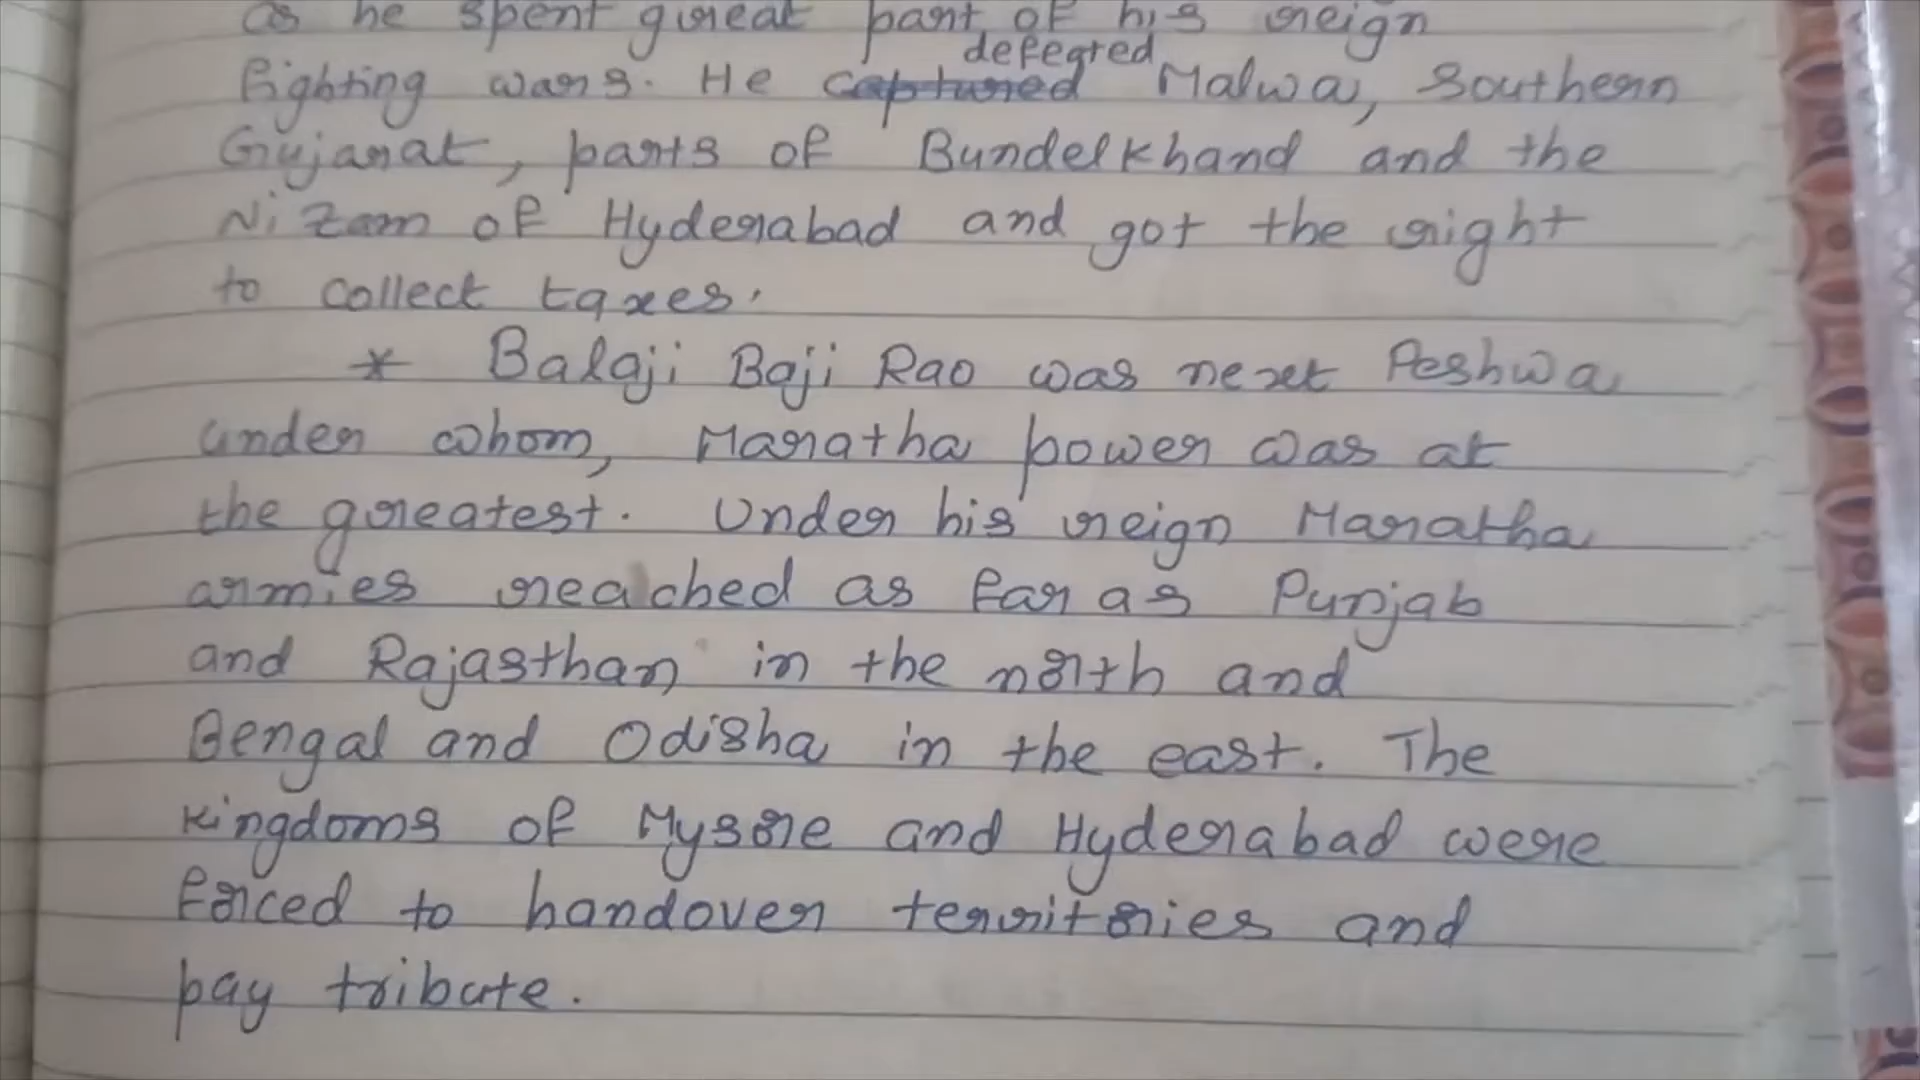 as he spent great part of his reign
defeated
fighting wars. He captured Malwa, Southern
Gujarat, parts of Bundelkhand and the
Nizam of Hyderabad and got the right
to collect taxes.
* Balaji Baji Rao was next Peshwa
under whom, Maratha power was at
the greatest. Under his reign Maratha
armies reached as far as Punjab
and Rajasthan in the north and
Bengal and Odisha in the east. The
kingdoms of Mysore and Hyderabad were
forced to handover territories and
pay tribute.